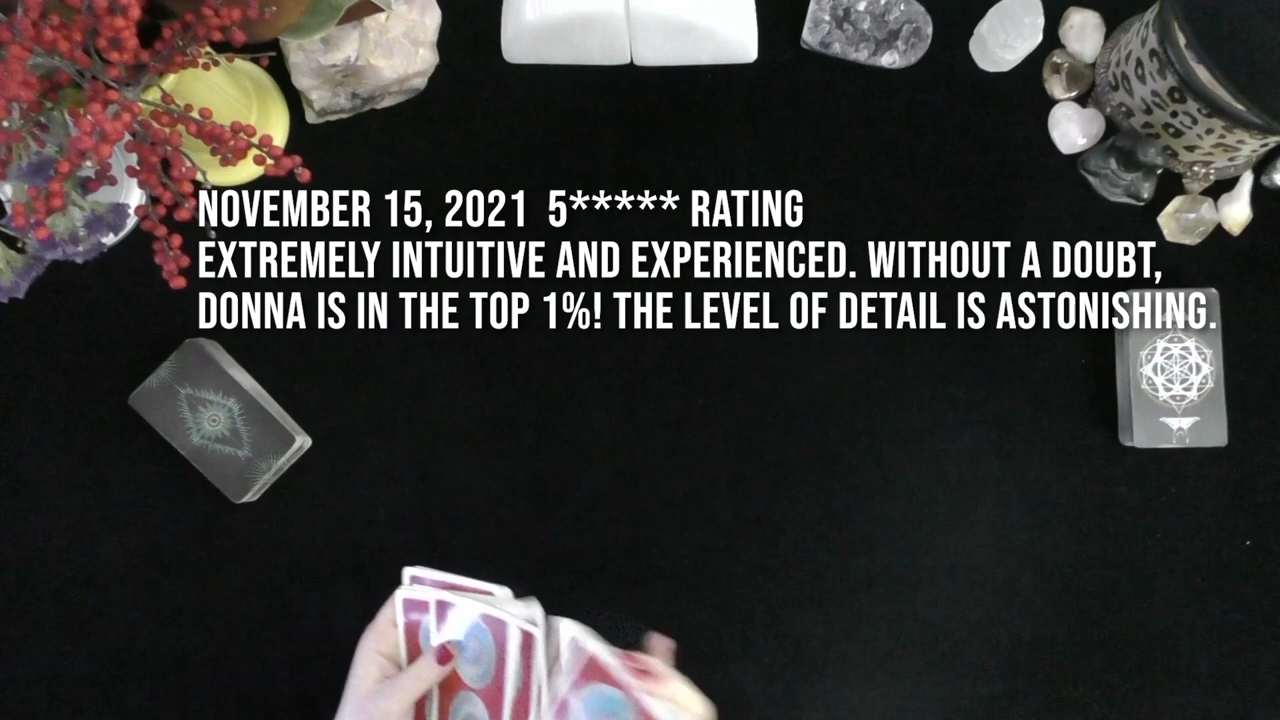 NOVEMBER 15, 2021 5***** RATING
EXTREMELY INTUITIVE AND EXPERIENCED. WITHOUT A DOUBT,
DONNA IS IN THE TOP 1%! THE LEVEL OF DETAIL IS ASTONISHING.